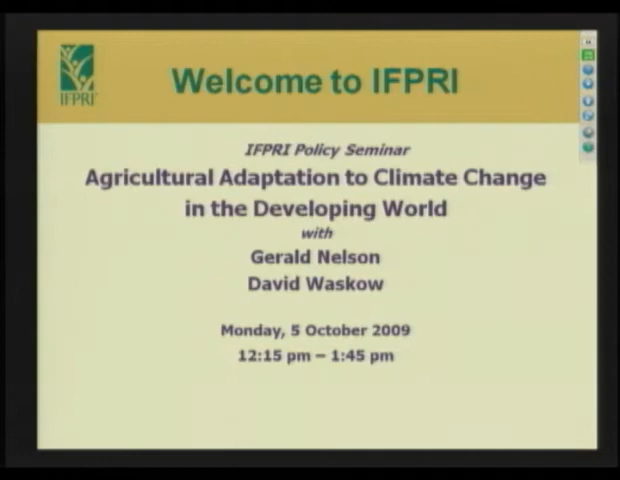 IFPRI
Welcome to IFPRI
IFPRI Policy Seminar
Agricultural Adaptation to Climate Change
in the Developing World
with
Gerald Nelson
David Waskow
Monday, 5 October 2009
12:15 pm – 1:45 pm